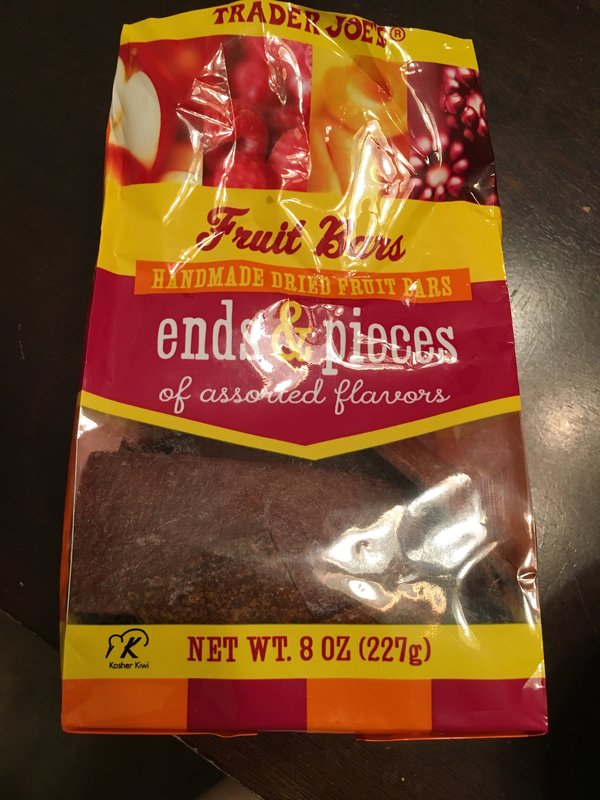 TRADER JOE'S®
Fruit Bars
HANDMADE DRIED FRUIT BARS
ends & pieces
of assorted flavors
K
Kosher Kiwi
NET WT. 8 OZ (227g)